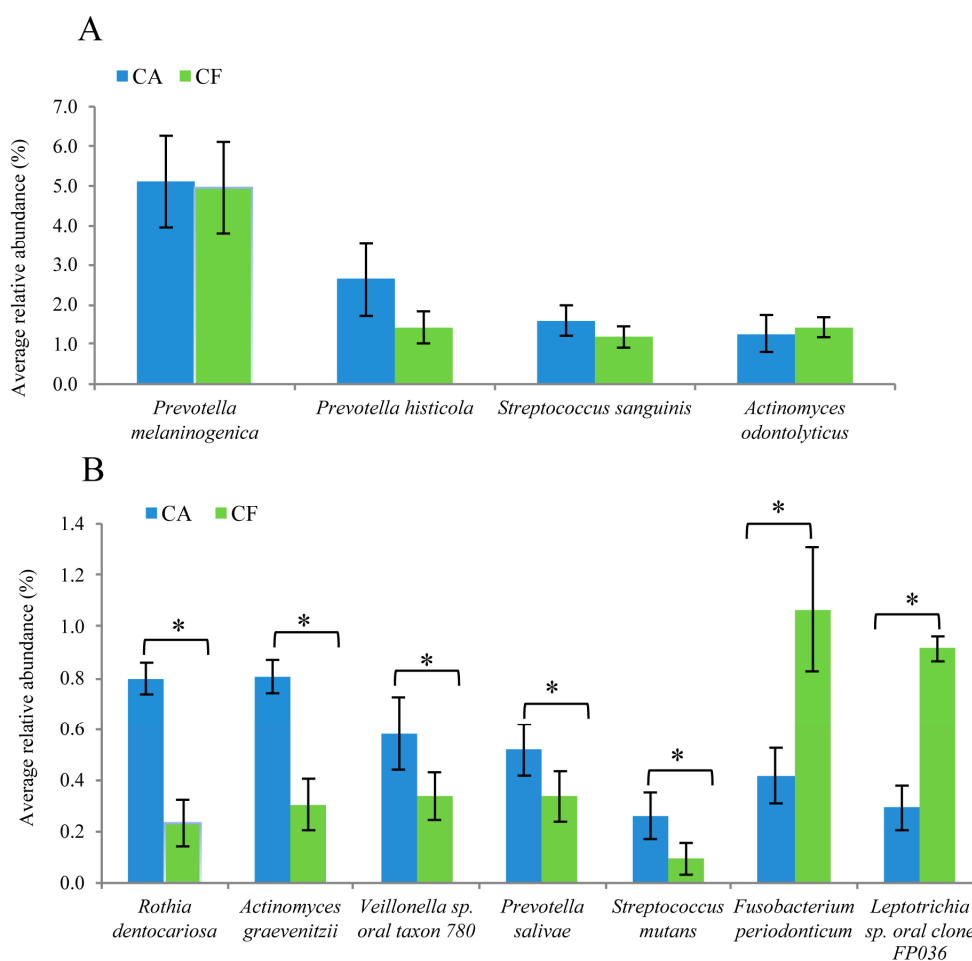 A
CA CF
Average relative abundance (%)
7.0
6.0
5.0
4.0
3.0
2.0
1.0
0.0
Prevotella melaninogenica
Prevotella histicola
Streptococcus sanguinis
Actinomyces odontolyticus
B
CA CF
Average relative abundance (%)
1.4
1.2
1.0
0.8
0.6
0.4
0.2
0.0
*
*
*
*
*
*
*
Rothia
dentocariosa
Actinomyces
graevenitzii
Veillonella sp.
oral taxon 780
Prevotella
salivae
Streptococcus
mutans
Fusobacterium
periodonticum
Leptotrichia
sp. oral clone
FP036